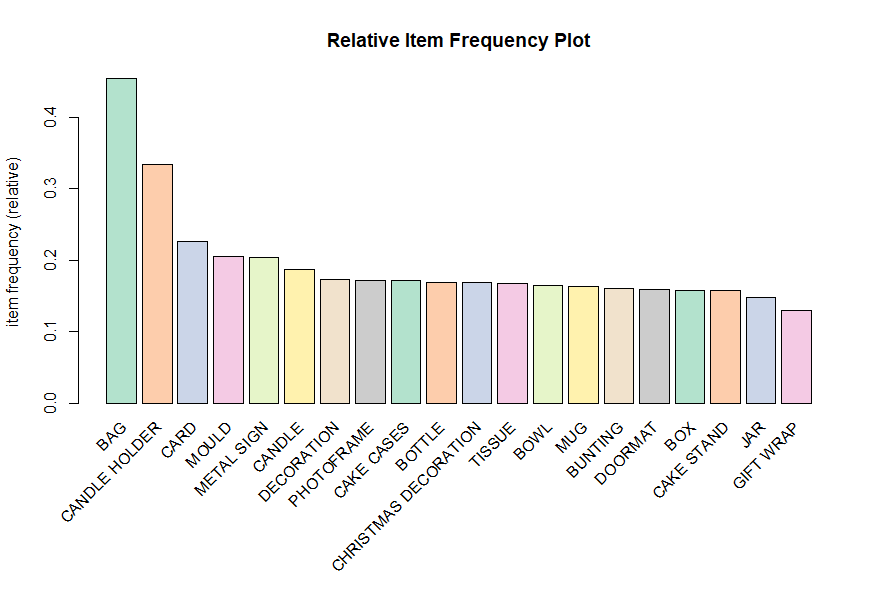 Relative Item Frequency Plot
item frequency (relative)
0.4
0.3
0.2
0.1
0.0
BAG
CANDLE HOLDER
CARD
MOULD
METAL SIGN
CANDLE
DECORATION
PHOTOFRAME
CAKE CASES
BOTTLE
CHRISTMAS DECORATION
TISSUE
BOWL
MUG
BUNTING
DOORMAT
BOX
CAKE STAND
JAR
GIFT WRAP